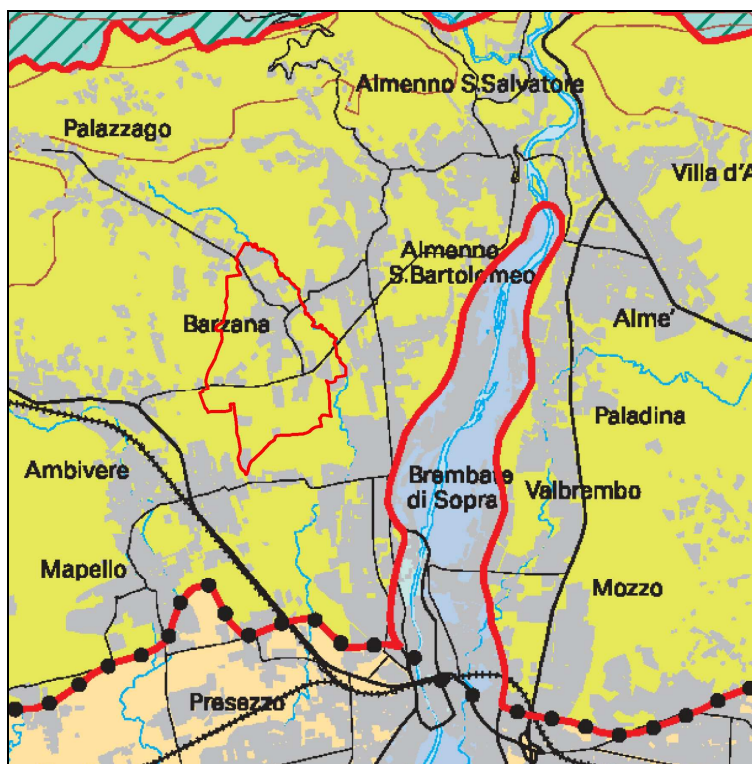 Almenno S.Salvatore
Palazzago
Villa d'A
Almenno
S.Bartolomeo
Barzana
Alme'
Paladina
Ambivere
Brembate
di Sopra
Valbrembo
Mapello
Mozzo
Presezzo